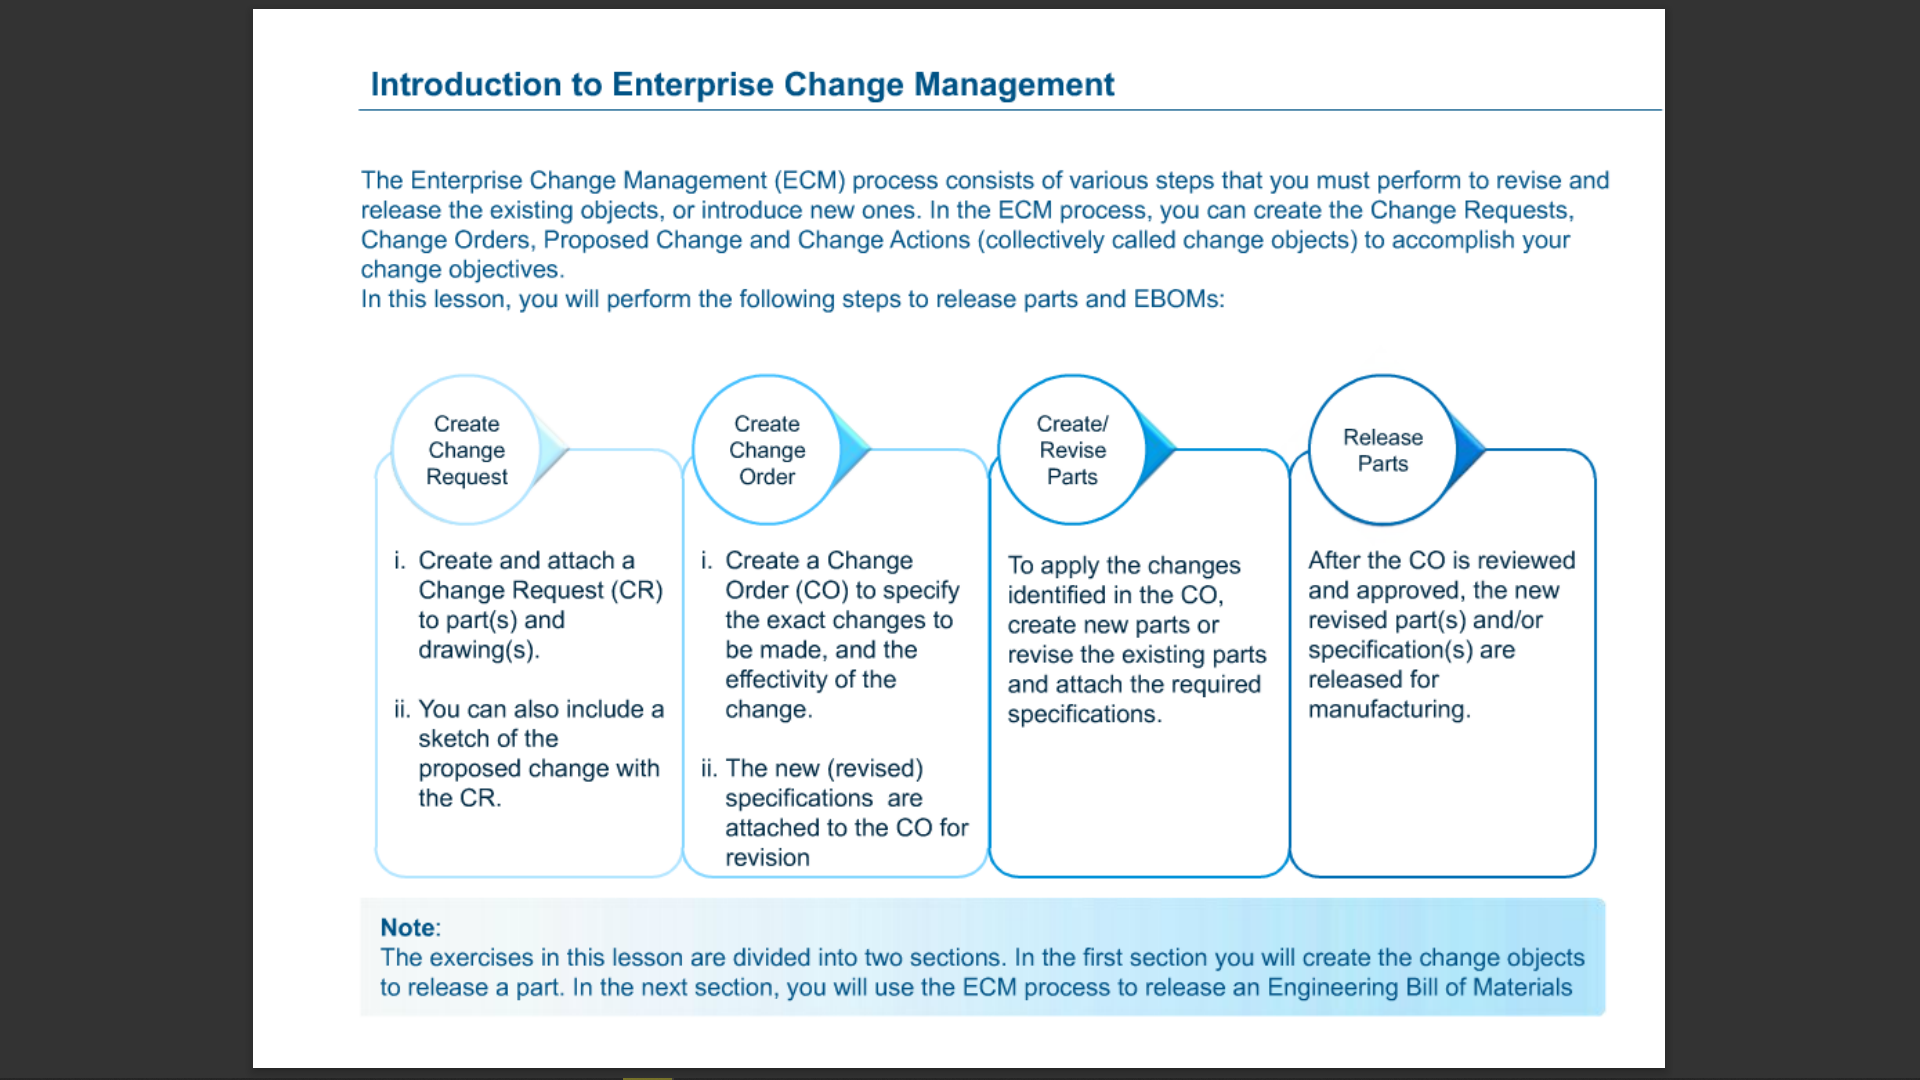 Introduction to Enterprise Change Management
The Enterprise Change Management (ECM) process consists of various steps that you must perform to revise and
release the existing objects, or introduce new ones. In the ECM process, you can create the Change Requests,
Change Orders, Proposed Change and Change Actions (collectively called change objects) to accomplish your
change objectives.
In this lesson, you will perform the following steps to release parts and EBOMs:
Create
Change
Request
i. Create and attach a
Change Request (CR)
to part(s) and
drawing(s).
ii. You can also include a
sketch of the
proposed change with
the CR.
Create
Change
Order
i. Create a Change
Order (CO) to specify
the exact changes to
be made, and the
effectivity of the
change.
ii. The new (revised)
specifications are
attached to the CO for
revision
Create/
Revise
Parts
To apply the changes
identified in the CO,
create new parts or
revise the existing parts
and attach the required
specifications.
Release
Parts
After the CO is reviewed
and approved, the new
revised part(s) and/or
specification(s) are
released for
manufacturing.
Note:
The exercises in this lesson are divided into two sections. In the first section you will create the change objects
to release a part. In the next section, you will use the ECM process to release an Engineering Bill of Materials